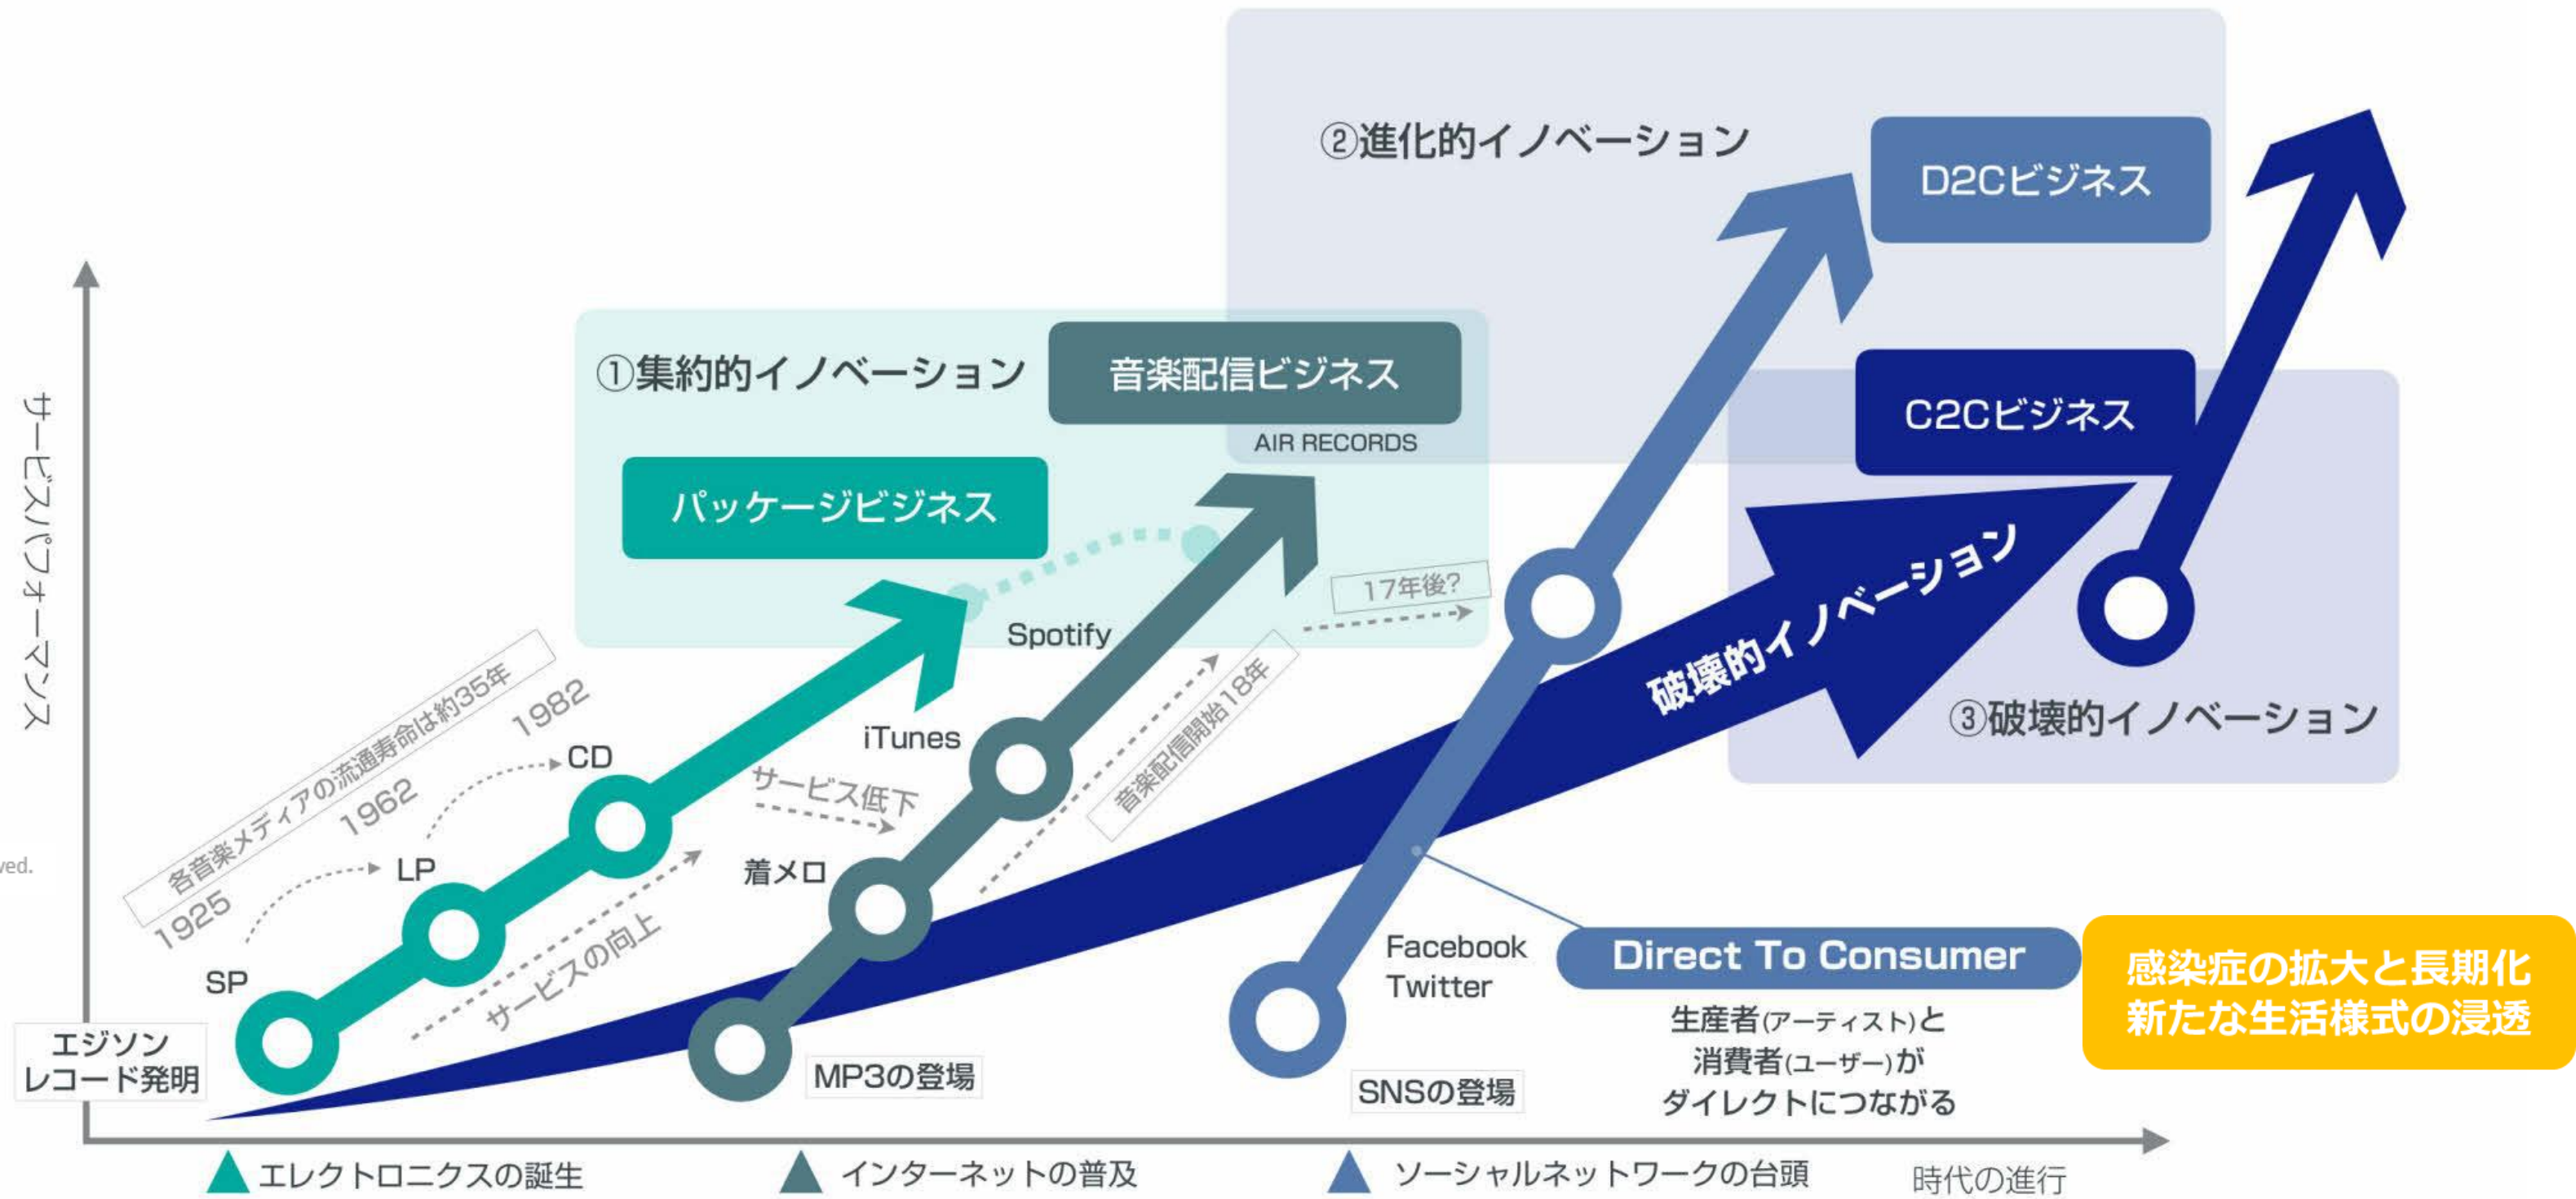 ②進化的イノベーション
D2Cビジネス
①集約的イノベーション
音楽配信ビジネス
AIR RECORDS
C2Cビジネス
パッケージビジネス
サービスパフォーマンス
破壊的イノベーション
17年後?
Spotify
各音楽メディアの流通寿命は約35年
1982
1962
1925
iTunes
音楽配信開始18年
③破壊的イノベーション
CD
サービス低下
LP
着メロ
サービスの向上
SP
Facebook
Twitter
Direct To Consumer
生産者(アーティスト)と
消費者(ユーザー)が
ダイレクトにつながる
感染症の拡大と長期化
新たな生活様式の浸透
エジソン
レコード発明
MP3の登場
SNSの登場
エレクトロニクスの誕生
インターネットの普及
ソーシャルネットワークの台頭
時代の進行